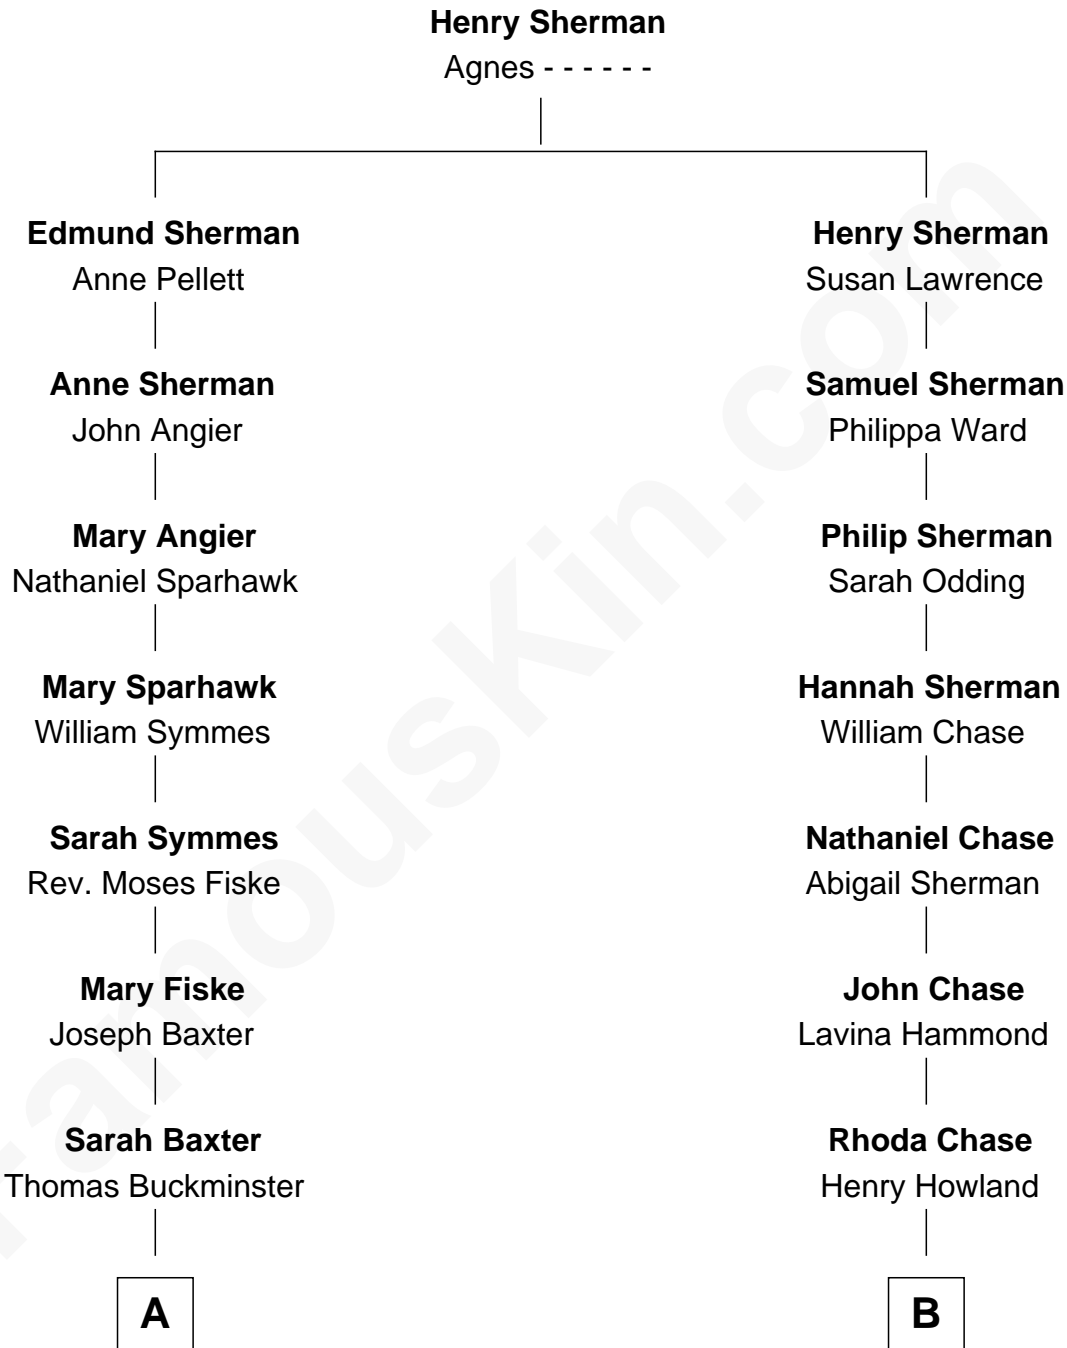 Henry Sherman
Agnes - - - - - -
Edmund Sherman
Anne Pellett
Anne Sherman
John Angier
Mary Angier
Nathaniel Sparhawk
Mary Sparhawk
William Symmes
Sarah Symmes
Rev. Moses Fiske
Mary Fiske
Joseph Baxter
Sarah Baxter
Thomas Buckminster
A
Henry Sherman
Susan Lawrence
Samuel Sherman
Philippa Ward
Philip Sherman
Sarah Odding
Hannah Sherman
William Chase
Nathaniel Chase
Abigail Sherman
John Chase
Lavina Hammond
Rhoda Chase
Henry Howland
B
famouskin.com